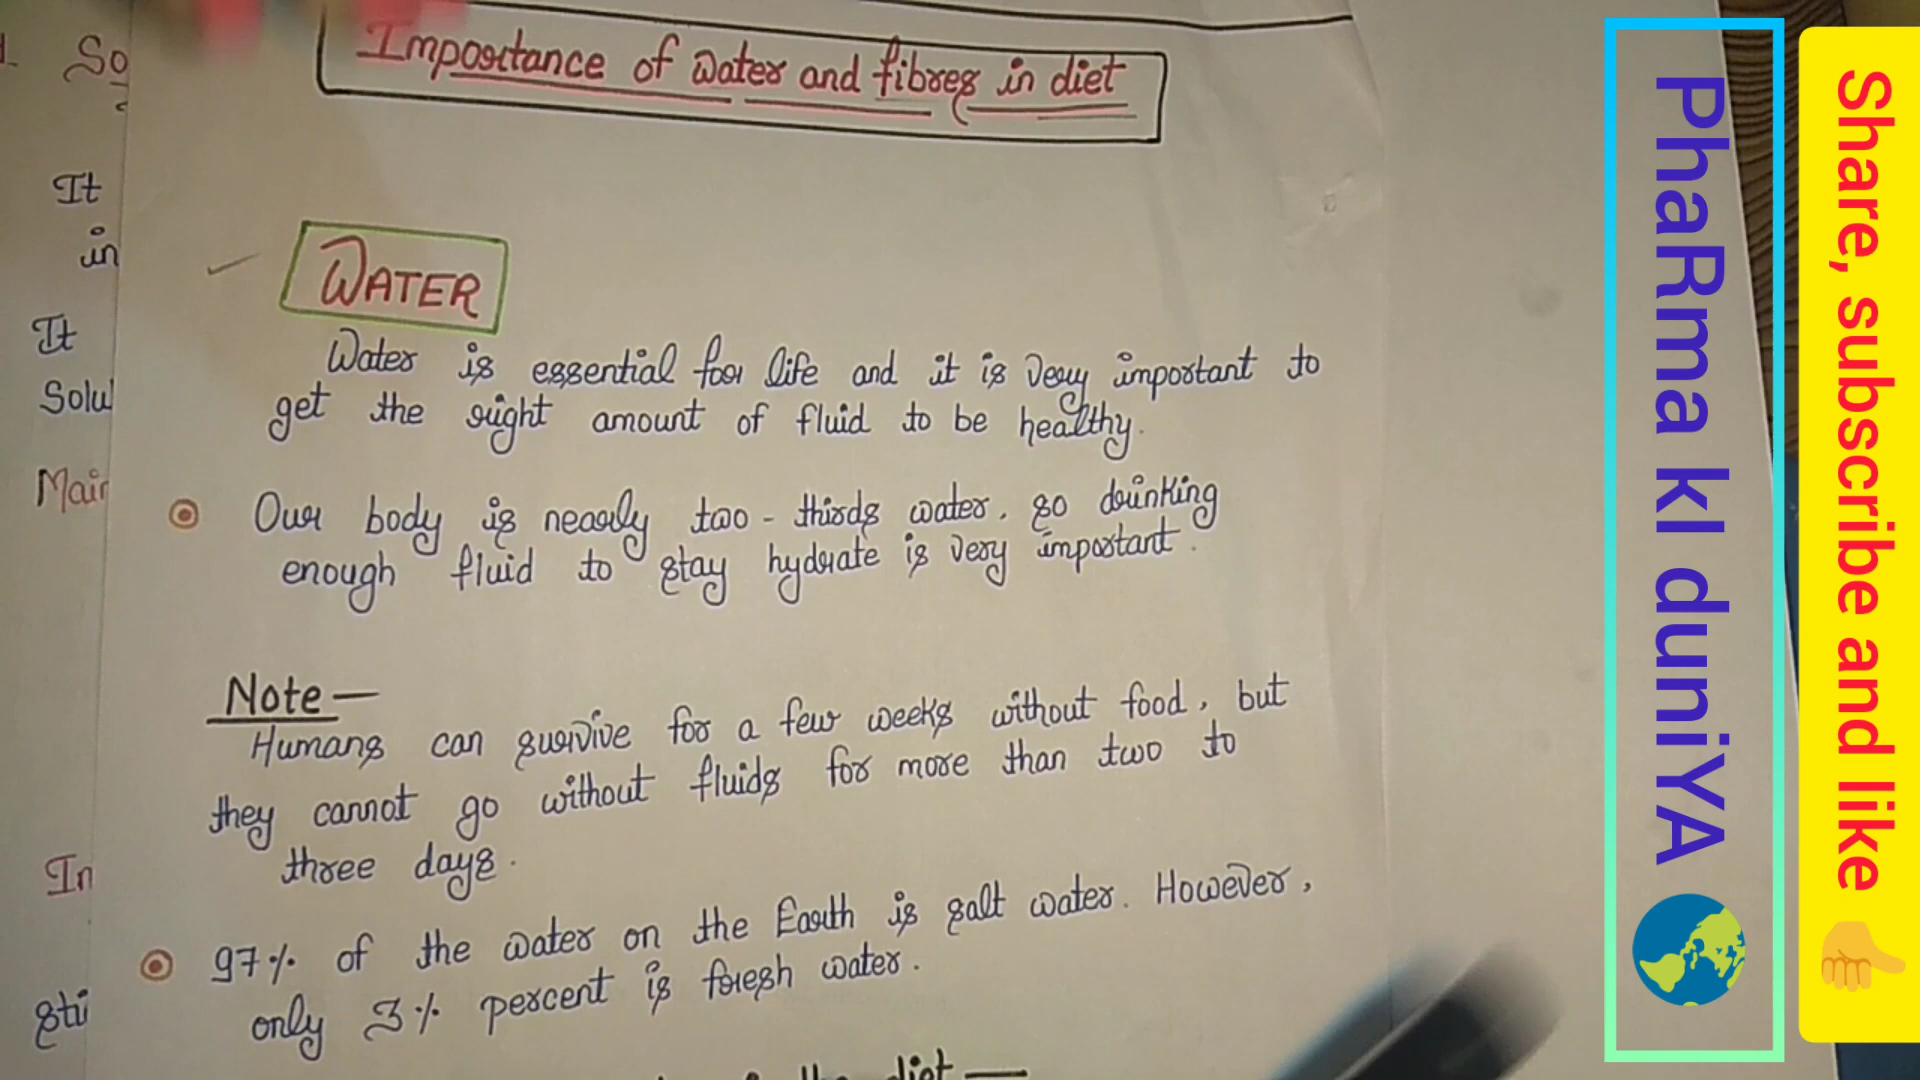 Importance of water and fibres in diet
WATER
Water is essential for life and it is very important to
get the right amount of fluid to be healthy.
Our body is nearly two-thirds water, so drinking
enough fluid to stay hydrate is very important.
Note—
Humans can survive for a few weeks without food, but
they cannot go without fluids for more than two to
three days.
97% of the water on the Earth is salt water. However,
only 3% percent is fresh water.
the diet—
So
It
in
It
Solu
Main
In
sti
PhaRma kI duniYA
Share, subscribe and like